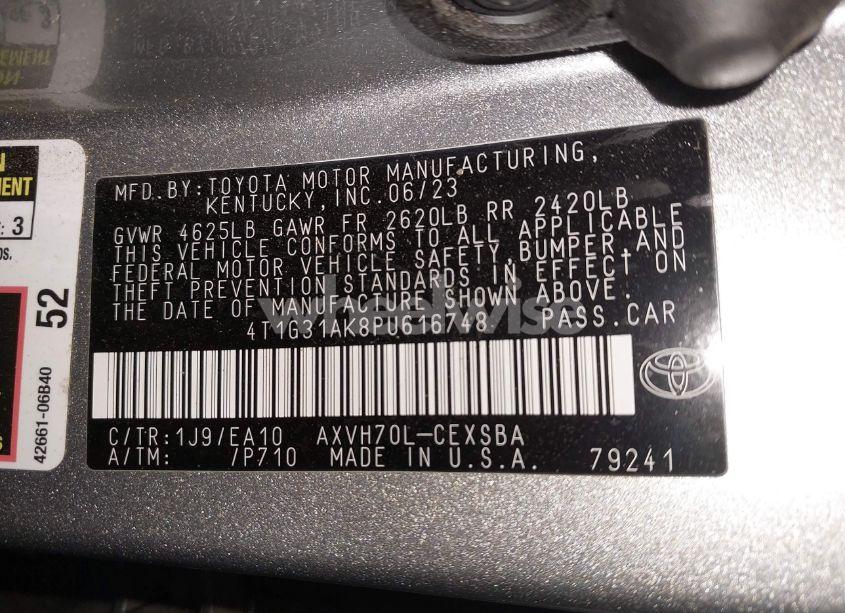 MFD. BY: TOYOTA MOTOR MANUFACTURING,
KENTUCKY, INC. 06/23
GVWR 4625LB GAWR FR 2620LB RR 2420LB
THIS VEHICLE CONFORMS TO ALL APPLICABLE
FEDERAL MOTOR VEHICLE SAFETY, BUMPER, AND
THEFT PREVENTION STANDARDS IN EFFECT ON
THE DATE OF MANUFACTURE SHOWN ABOVE.
4T1G31AK8PU616748 PASS. CAR
C/TR: 1J9/EA10 AXVH70L-CEXSBA
A/TM: /P710 MADE IN U.S.A. 79241
wheelwise
3
52
42661-06B40